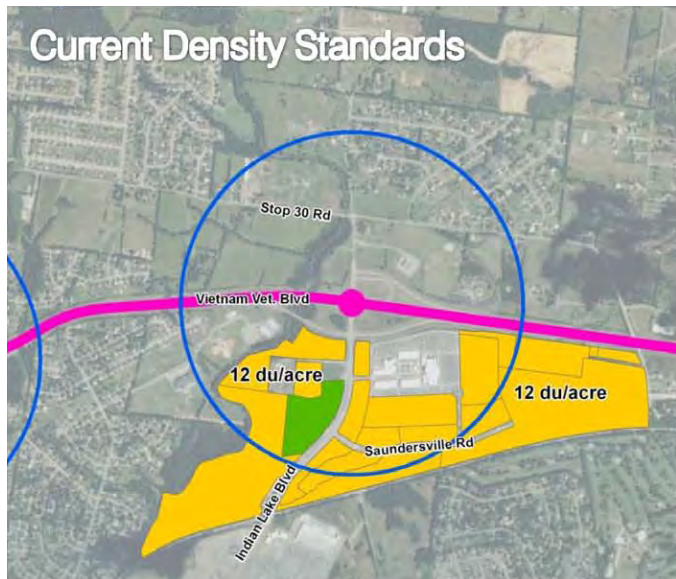 Current Density Standards
Stop 30 Rd
Vietnam Vet. Blvd
12 du/acre
12 du/acre
Saundersville Rd
Indian Lake Blvd